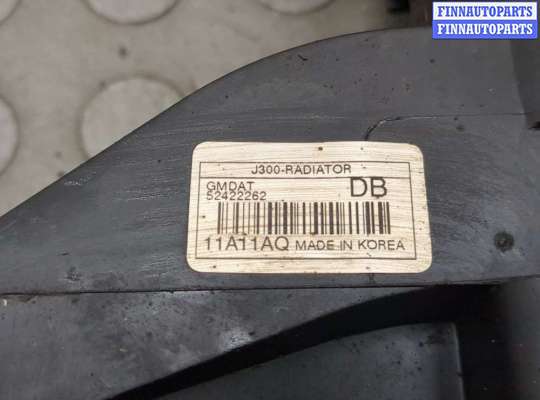 FINNAUTOPARTS
FINNAUTOPARTS
J300-RADIATOR
GMDAT DB
52422262
11A11AQ MADE IN KOREA